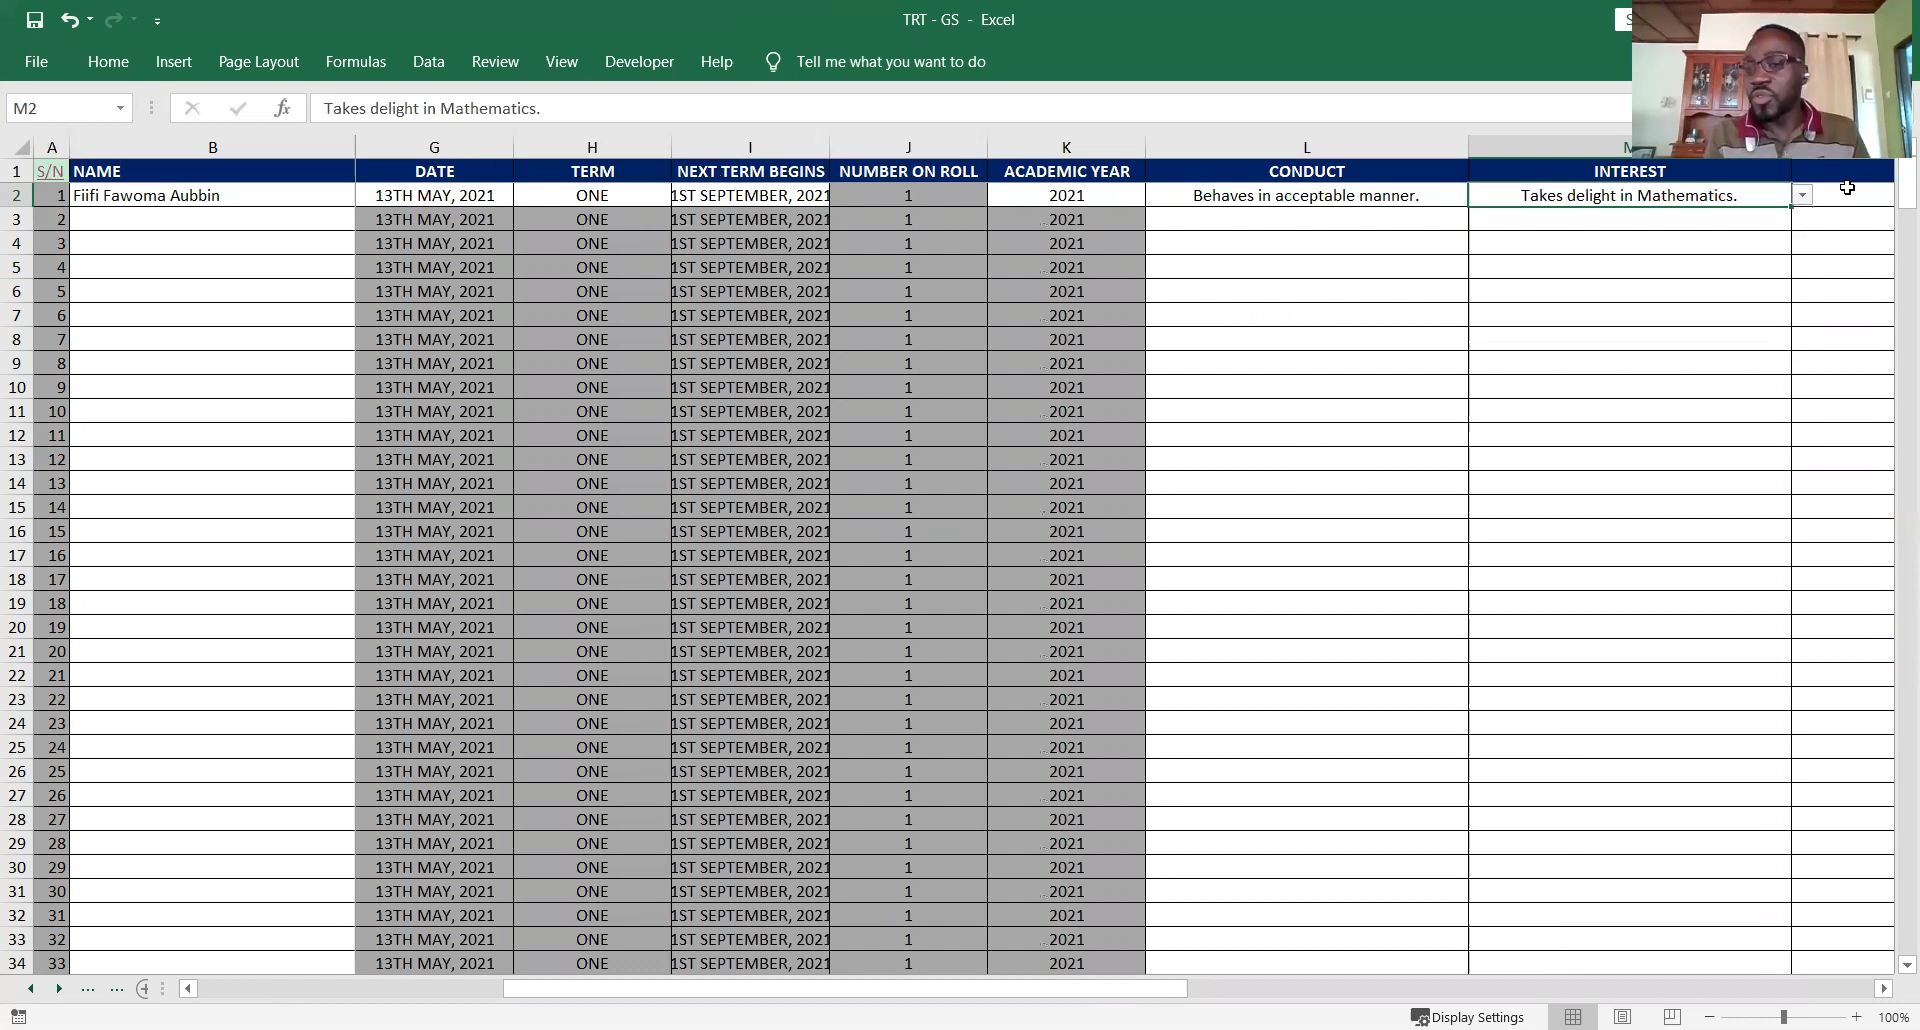 TRT - GS - Excel
File Home Insert Page Layout Formulas Data Review View Developer Help Tell me what you want to do
M2 fx Takes delight in Mathematics.
A B G H I J K L
1 S/N NAME DATE TERM NEXT TERM BEGINS NUMBER ON ROLL ACADEMIC YEAR CONDUCT INTEREST
2 1 Fiifi Fawoma Aubbin 13TH MAY, 2021 ONE 1ST SEPTEMBER, 2021 1 2021 Behaves in acceptable manner. Takes delight in Mathematics.
3 2 13TH MAY, 2021 ONE 1ST SEPTEMBER, 2021 1 2021
4 3 13TH MAY, 2021 ONE 1ST SEPTEMBER, 2021 1 2021
5 4 13TH MAY, 2021 ONE 1ST SEPTEMBER, 2021 1 2021
6 5 13TH MAY, 2021 ONE 1ST SEPTEMBER, 2021 1 2021
7 6 13TH MAY, 2021 ONE 1ST SEPTEMBER, 2021 1 2021
8 7 13TH MAY, 2021 ONE 1ST SEPTEMBER, 2021 1 2021
9 8 13TH MAY, 2021 ONE 1ST SEPTEMBER, 2021 1 2021
10 9 13TH MAY, 2021 ONE 1ST SEPTEMBER, 2021 1 2021
11 10 13TH MAY, 2021 ONE 1ST SEPTEMBER, 2021 1 2021
12 11 13TH MAY, 2021 ONE 1ST SEPTEMBER, 2021 1 2021
13 12 13TH MAY, 2021 ONE 1ST SEPTEMBER, 2021 1 2021
14 13 13TH MAY, 2021 ONE 1ST SEPTEMBER, 2021 1 2021
15 14 13TH MAY, 2021 ONE 1ST SEPTEMBER, 2021 1 2021
16 15 13TH MAY, 2021 ONE 1ST SEPTEMBER, 2021 1 2021
17 16 13TH MAY, 2021 ONE 1ST SEPTEMBER, 2021 1 2021
18 17 13TH MAY, 2021 ONE 1ST SEPTEMBER, 2021 1 2021
19 18 13TH MAY, 2021 ONE 1ST SEPTEMBER, 2021 1 2021
20 19 13TH MAY, 2021 ONE 1ST SEPTEMBER, 2021 1 2021
21 20 13TH MAY, 2021 ONE 1ST SEPTEMBER, 2021 1 2021
22 21 13TH MAY, 2021 ONE 1ST SEPTEMBER, 2021 1 2021
23 22 13TH MAY, 2021 ONE 1ST SEPTEMBER, 2021 1 2021
24 23 13TH MAY, 2021 ONE 1ST SEPTEMBER, 2021 1 2021
25 24 13TH MAY, 2021 ONE 1ST SEPTEMBER, 2021 1 2021
26 25 13TH MAY, 2021 ONE 1ST SEPTEMBER, 2021 1 2021
27 26 13TH MAY, 2021 ONE 1ST SEPTEMBER, 2021 1 2021
28 27 13TH MAY, 2021 ONE 1ST SEPTEMBER, 2021 1 2021
29 28 13TH MAY, 2021 ONE 1ST SEPTEMBER, 2021 1 2021
30 29 13TH MAY, 2021 ONE 1ST SEPTEMBER, 2021 1 2021
31 30 13TH MAY, 2021 ONE 1ST SEPTEMBER, 2021 1 2021
32 31 13TH MAY, 2021 ONE 1ST SEPTEMBER, 2021 1 2021
33 32 13TH MAY, 2021 ONE 1ST SEPTEMBER, 2021 1 2021
34 33 13TH MAY, 2021 ONE 1ST SEPTEMBER, 2021 1 2021
... ...
Display Settings 100%